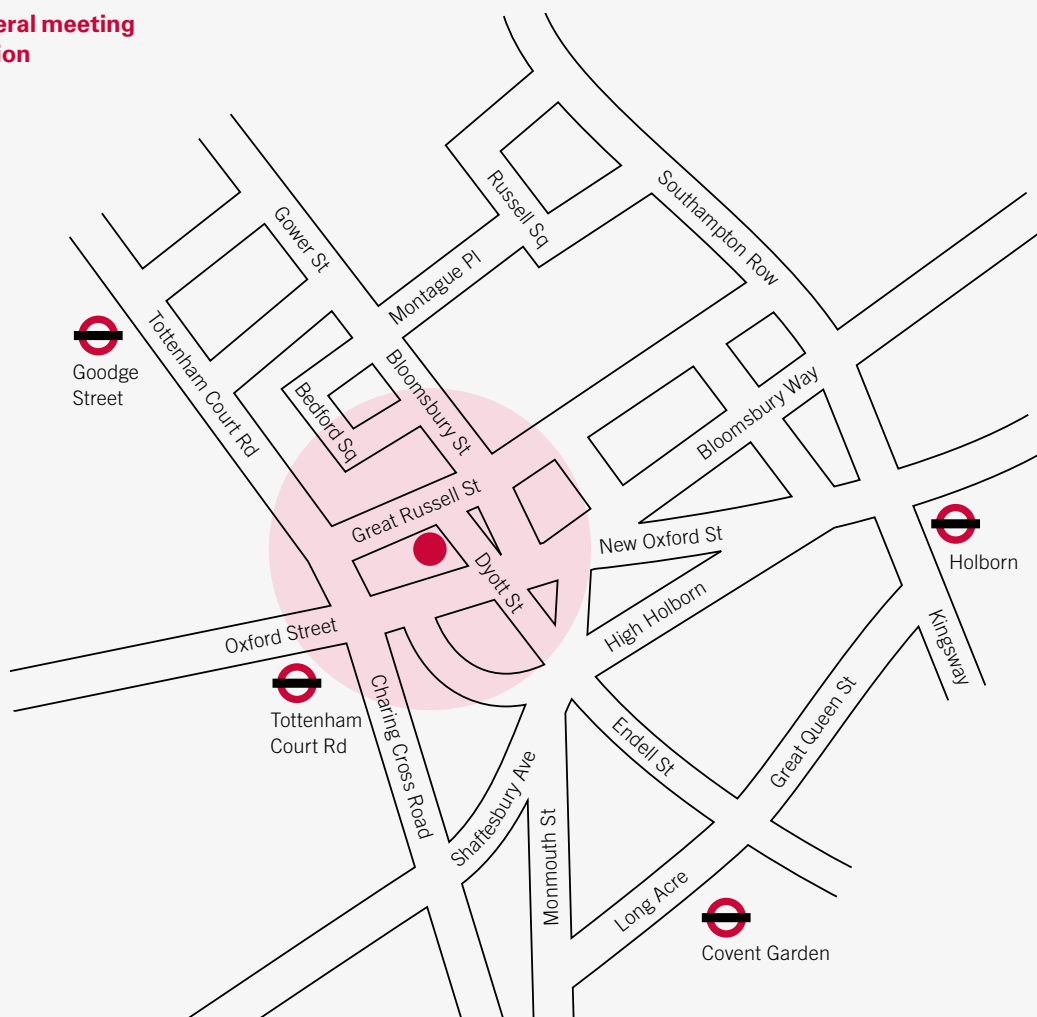 eral meeting
ion
Southampton Row
Russell Sq
Gower St
Montague Pl
Goodge
Street
Tottenham Court Rd
Bloomsbury St
Bedford Sq
Bloomsbury Way
Great Russell St
New Oxford St
Dyott St
Holborn
High Holborn
Oxford Street
Kingsway
Tottenham
Court Rd
Charing Cross Road
Endell St
Great Queen St
Shaftesbury Ave
Monmouth St
Long Acre
Covent Garden